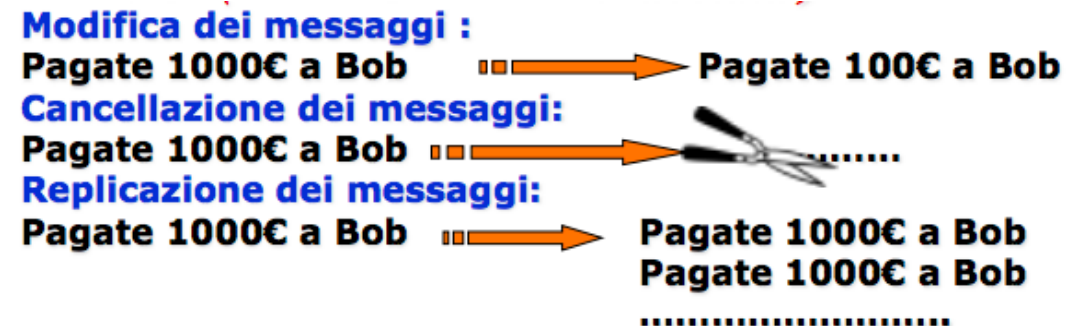 Modifica dei messaggi :
Pagate 1000€ a Bob Pagate 100€ a Bob
Cancellazione dei messaggi:
Pagate 1000€ a Bob ........
Replicazione dei messaggi:
Pagate 1000€ a Bob Pagate 1000€ a Bob
Pagate 1000€ a Bob
..........................